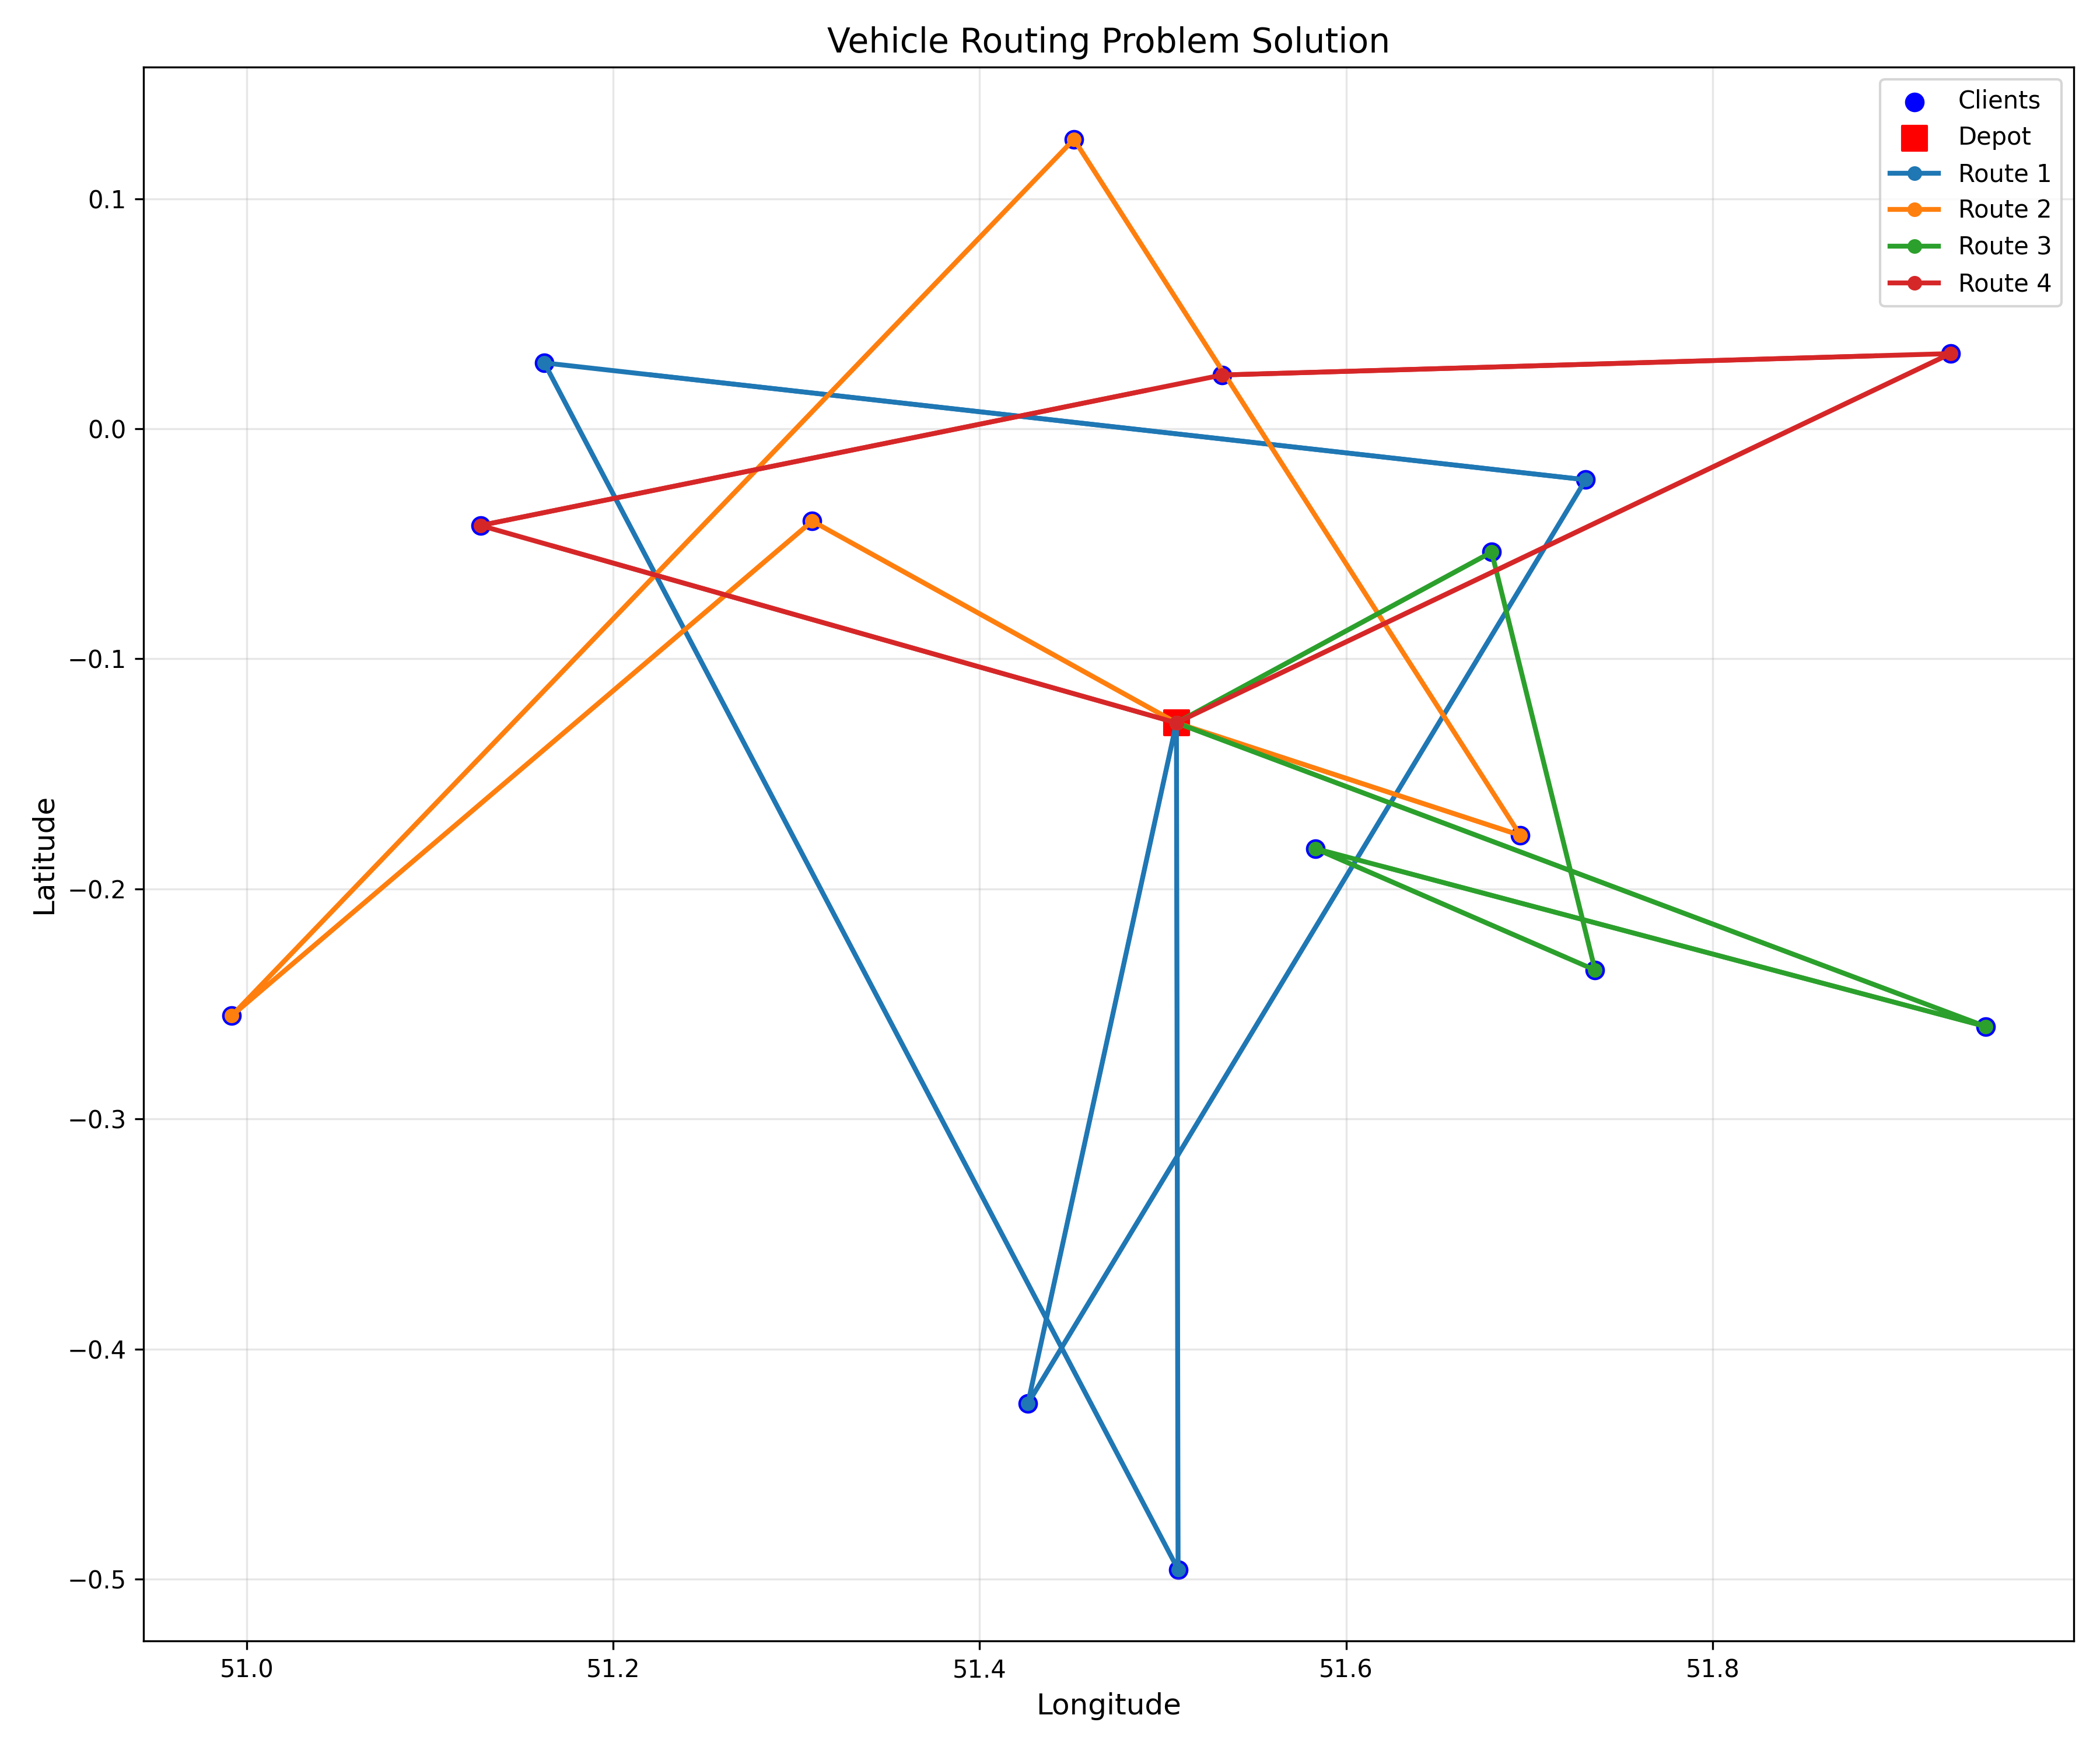 Vehicle Routing Problem Solution
Clients
Depot
Route 1
Route 2
Route 3
Route 4
0.1
0.0
−0.1
−0.2
−0.3
−0.4
−0.5
Latitude
51.0
51.2
51.4
51.6
51.8
Longitude